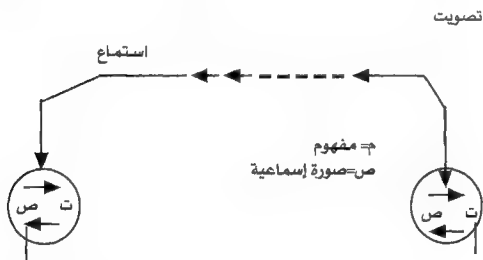 تصويت
استماع
م= مفهوم
ص=صورة إسماعية
ت ص
ت ص